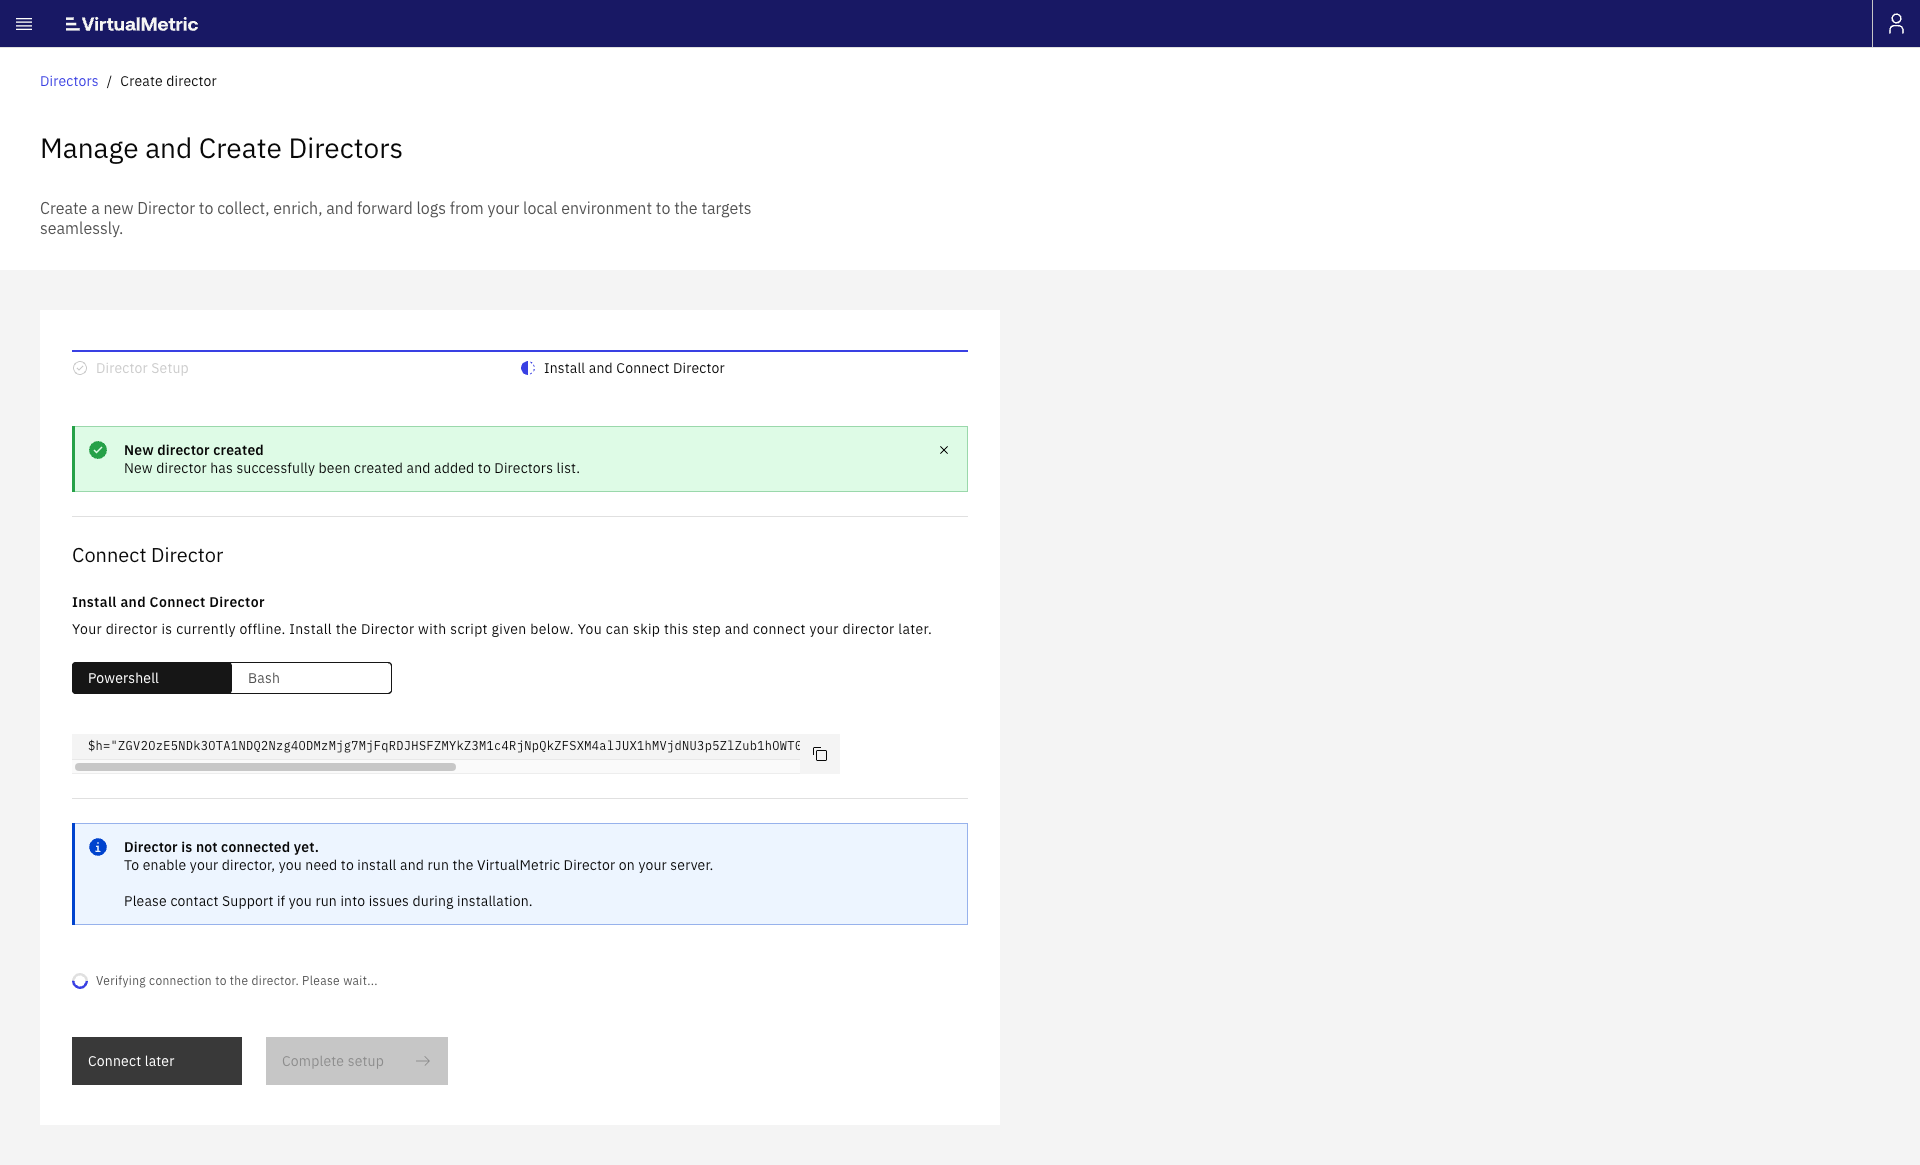 VirtualMetric
Directors / Create director
Manage and Create Directors
Create a new Director to collect, enrich, and forward logs from your local environment to the targets
seamlessly.
Director Setup
Install and Connect Director
New director created
New director has successfully been created and added to Directors list.
Connect Director
Install and Connect Director
Your director is currently offline. Install the Director with script given below. You can skip this step and connect your director later.
Powershell
Bash
$h="ZGV2OzE5NDk3OTA1NDQ2Nzg4ODMzMjg7MjFqRDJHSFZMYkZ3M1c4RjNpQkZFSXM4alJUX1hMVjdNU3p5ZlZub1hOWT
Director is not connected yet.
To enable your director, you need to install and run the VirtualMetric Director on your server.
Please contact Support if you run into issues during installation.
Verifying connection to the director. Please wait...
Connect later
Complete setup